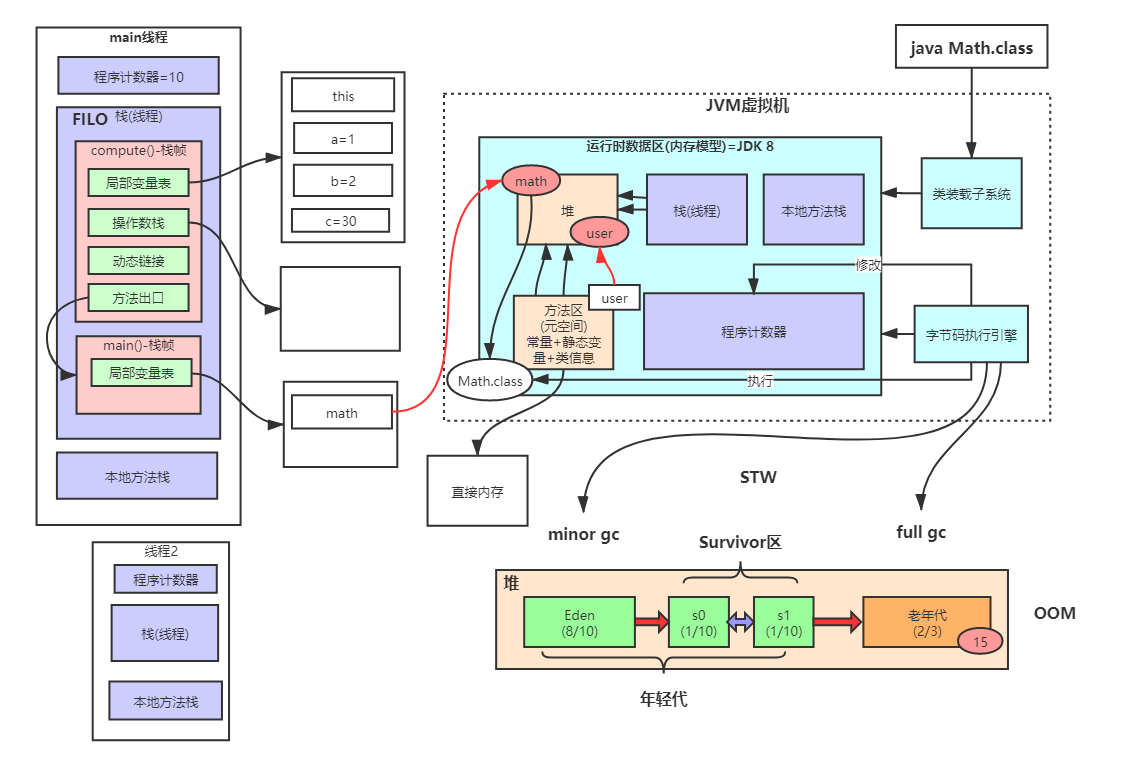 main线程
程序计数器=10
FILO
栈(线程)
compute()-栈帧
局部变量表
操作数栈
动态链接
方法出口
main()-栈帧
局部变量表
本地方法栈
this
a=1
b=2
c=30
math
线程2
程序计数器
栈(线程)
本地方法栈
java Math.class
JVM虚拟机
运行时数据区(内存模型)=JDK 8
math
堆
user
栈(线程)
本地方法栈
类装载子系统
user
方法区
(元空间)
常量+静态变
量+类信息
程序计数器
修改
字节码执行引擎
Math.class
执行
直接内存
STW
minor gc
full gc
Survivor区
堆
Eden
(8/10)
s0
(1/10)
s1
(1/10)
老年代
(2/3)
15
OOM
年轻代